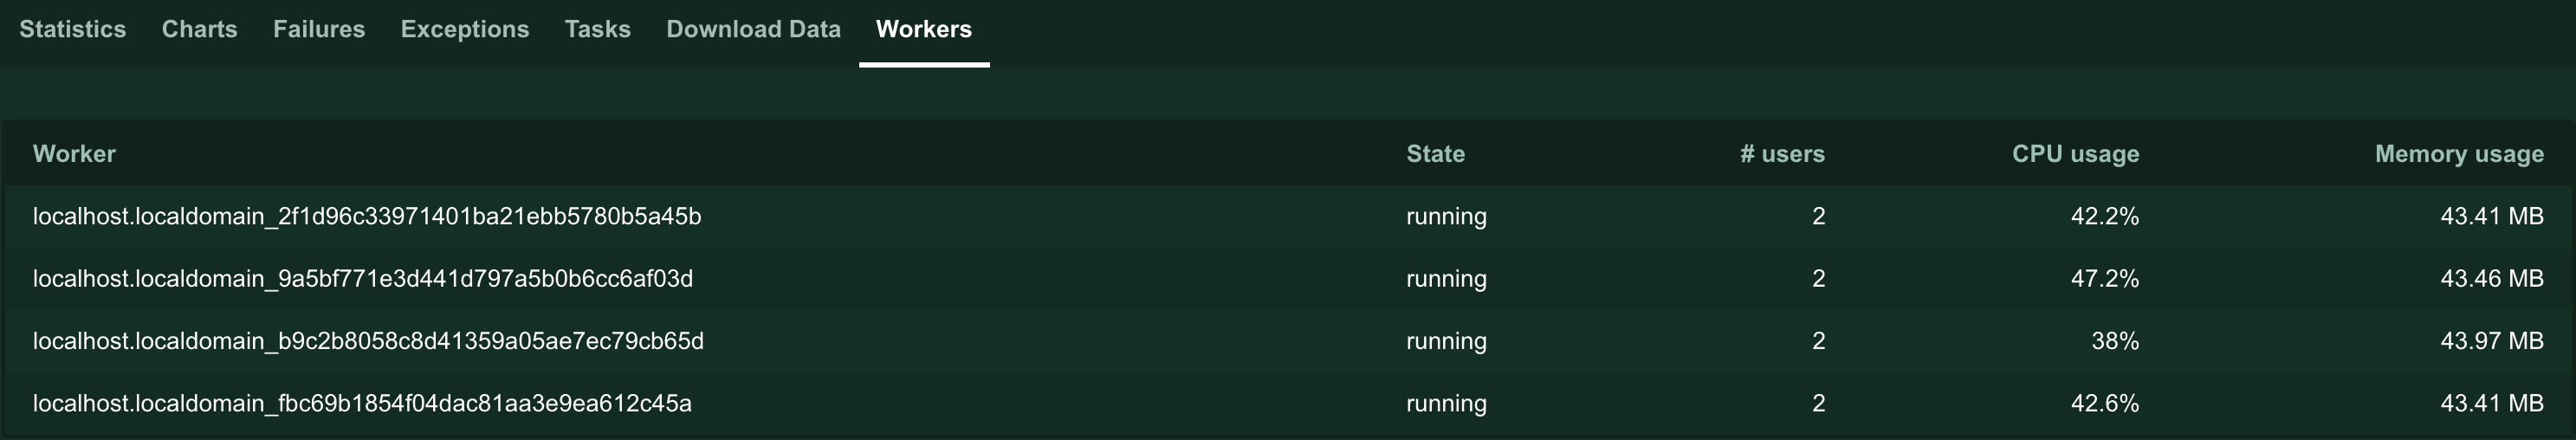 Statistics Charts Failures Exceptions Tasks Download Data Workers
Worker State # users CPU usage Memory usage
localhost.localdomain_2f1d96c33971401ba21ebb5780b5a45b running 2 42.2% 43.41 MB
localhost.localdomain_9a5bf771e3d441d797a5b0b6cc6af03d running 2 47.2% 43.46 MB
localhost.localdomain_b9c2b8058c8d41359a05ae7ec79cb65d running 2 38% 43.97 MB
localhost.localdomain_fbc69b1854f04dac81aa3e9ea612c45a running 2 42.6% 43.41 MB